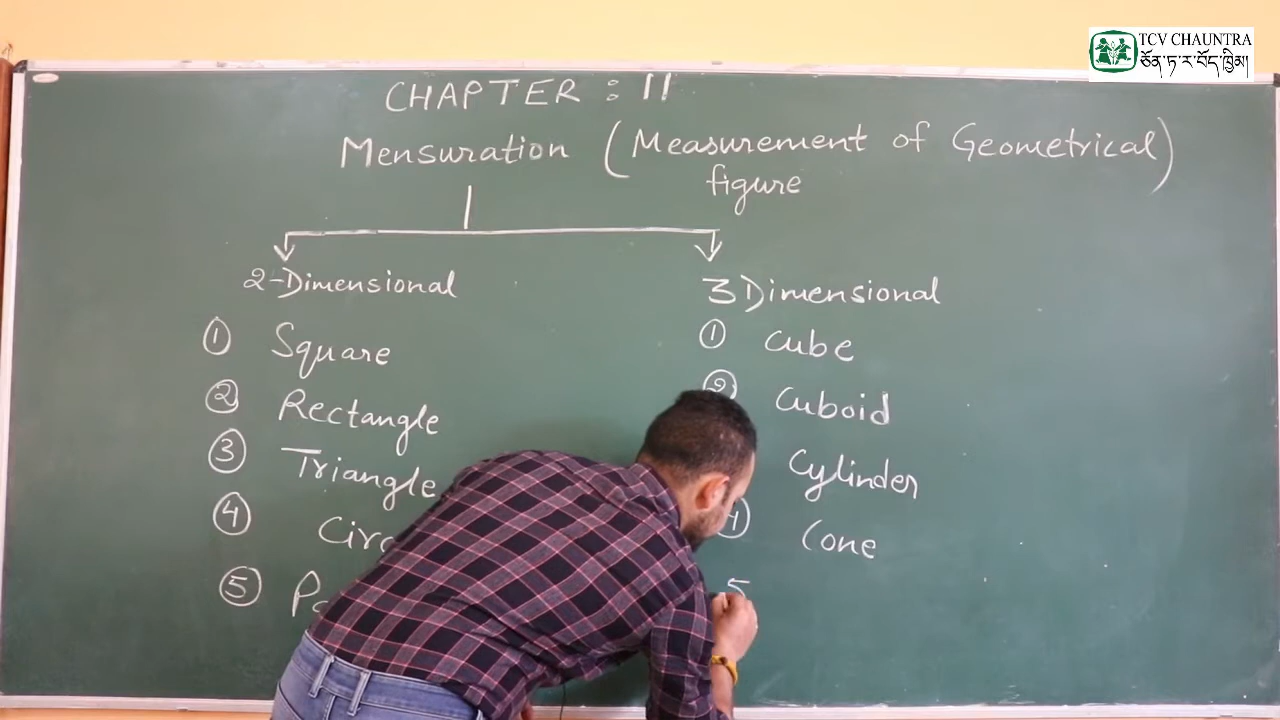 TCV CHAUNTRA
ཅོན་ཏ་ར་བོད་ཁྱིམ།
CHAPTER : 11
Mensuration (Measurement of Geometrical)
figure
2-Dimensional
3 Dimensional
1 Square
1 Cube
2 Rectangle
2 Cuboid
3 Triangle
Cylinder
4
4 Cone
5
5